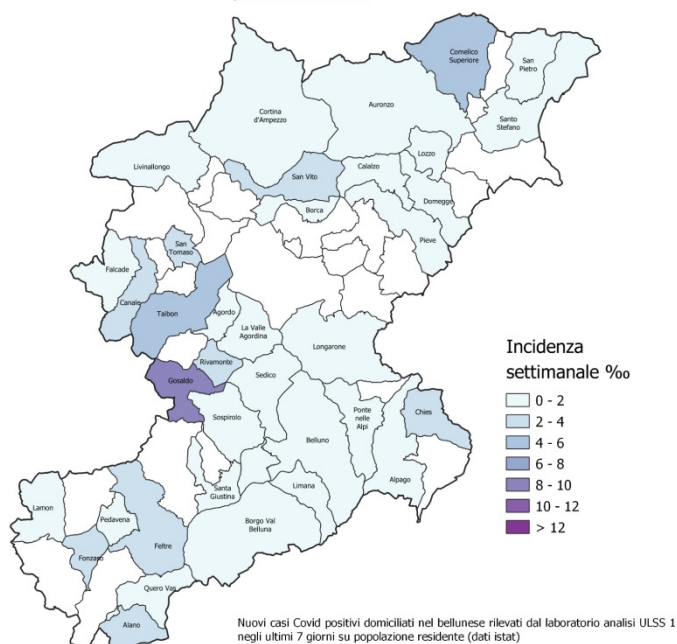 Comelico
Superiore
San
Pietro
Cortina
d'Ampezzo
Auronzo
Santo
Stefano
Livinallongo
San Vito
Calalzo
Lozzo
Borca
Domegge
Pieve
San
Tomaso
Falcade
Canale
Taibon
Agordo
La Valle
Agordina
Longarone
Rivamonte
Gosaldo
Sedico
Sospirolo
Belluno
Ponte
nelle
Alpi
Chies
Alpago
Santa
Giustina
Limana
Borgo Val
Belluna
Lamon
Pedavena
Fonzaso
Feltre
Quero Vas
Alano
Incidenza
settimanale ‰
0 - 2
2 - 4
4 - 6
6 - 8
8 - 10
10 - 12
> 12
Nuovi casi Covid positivi domiciliati nel bellunese rilevati dal laboratorio analisi ULSS 1
negli ultimi 7 giorni su popolazione residente (dati istat)